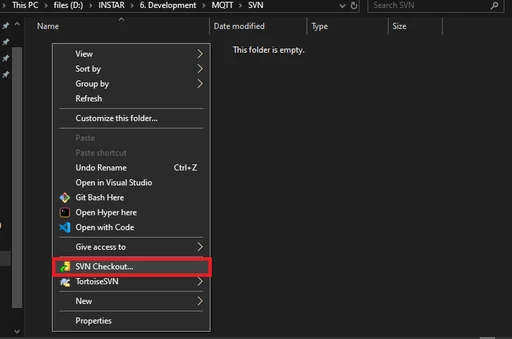 This PC > files (D:) > INSTAR > 6. Development > MQTT > SVN
Search SVN
Name
Date modified
Type
Size
This folder is empty.
View
Sort by
Group by
Refresh
Customize this folder...
Paste
Paste shortcut
Undo Rename Ctrl+Z
Open in Visual Studio
Git Bash Here
Open Hyper here
Open with Code
Give access to
SVN Checkout...
TortoiseSVN
New
Properties